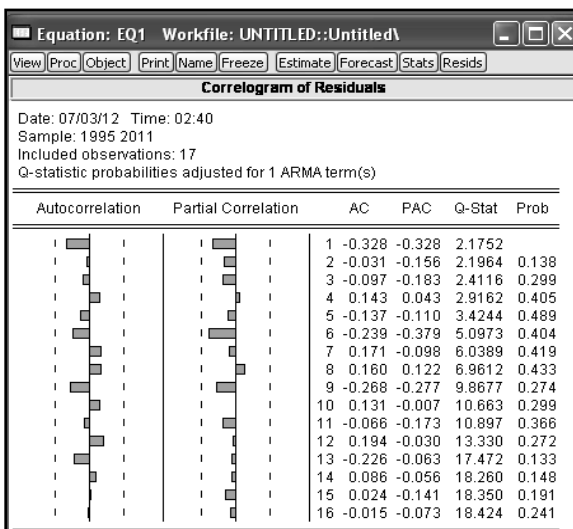 Equation: EQ1 Workfile: UNTITLED::Untitled\
View Proc Object Print Name Freeze Estimate Forecast Stats Resids
Correlogram of Residuals
Date: 07/03/12 Time: 02:40
Sample: 1995 2011
Included observations: 17
Q-statistic probabilities adjusted for 1 ARMA term(s)
Autocorrelation Partial Correlation AC PAC Q-Stat Prob
1 -0.328 -0.328 2.1752
2 -0.031 -0.156 2.1964 0.138
3 -0.097 -0.183 2.4116 0.299
4 0.143 0.043 2.9162 0.405
5 -0.137 -0.110 3.4244 0.489
6 -0.239 -0.379 5.0973 0.404
7 0.171 -0.098 6.0389 0.419
8 0.160 0.122 6.9612 0.433
9 -0.268 -0.277 9.8677 0.274
10 0.131 -0.007 10.663 0.299
11 -0.066 -0.173 10.897 0.366
12 0.194 -0.030 13.330 0.272
13 -0.226 -0.063 17.472 0.133
14 0.086 -0.056 18.260 0.148
15 0.024 -0.141 18.350 0.191
16 -0.015 -0.073 18.424 0.241